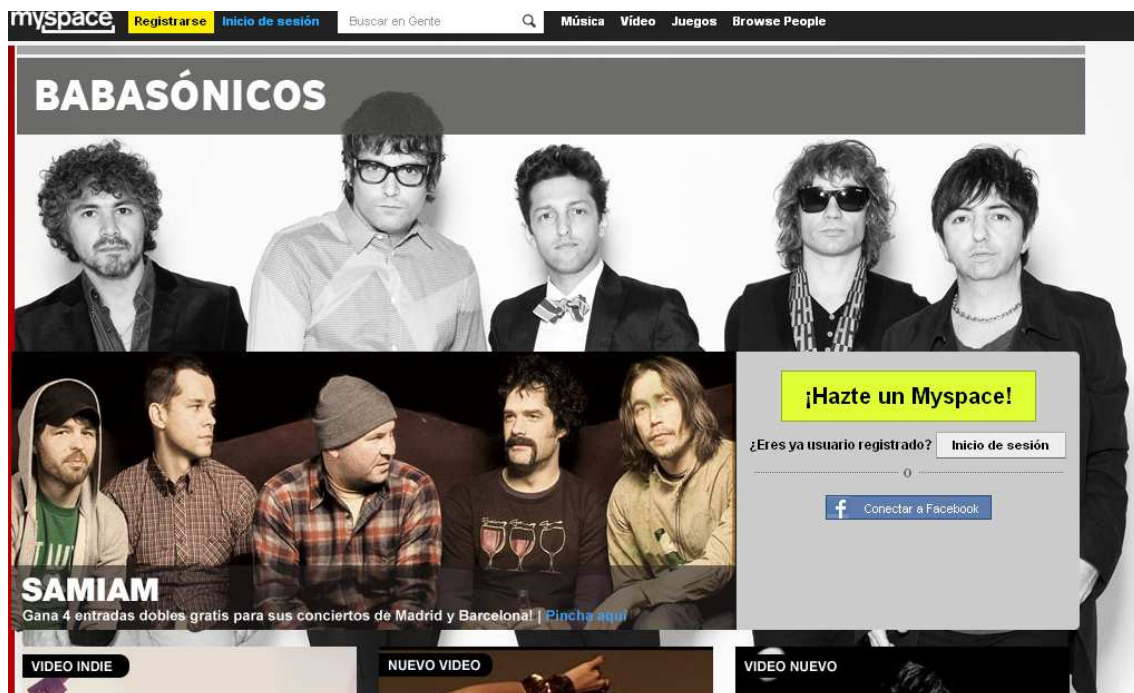 myspace Registrarse Inicio de sesión Buscar en Gente Música Vídeo Juegos Browse People
BABASÓNICOS
¡Hazte un Myspace!
¿Eres ya usuario registrado? Inicio de sesión
o
f Conectar a Facebook
SAMIAM
Gana 4 entradas dobles gratis para sus conciertos de Madrid y Barcelona! | Pincha aquí
VIDEO INDIE NUEVO VIDEO VIDEO NUEVO